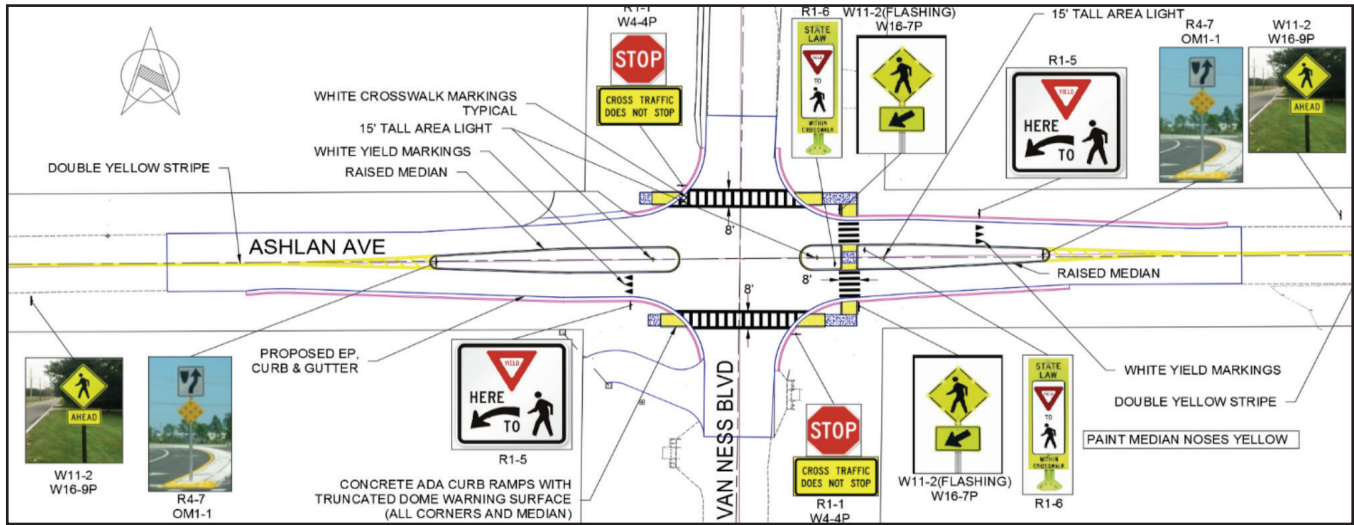 R1-1
W4-4P
STOP
CROSS TRAFFIC
DOES NOT STOP
R1-6
STATE
LAW
YIELD
TO
WITHIN
CROSSWALK
W11-2(FLASHING)
W16-7P
15' TALL AREA LIGHT
R1-5
YIELD
HERE
TO
R4-7
OM1-1
W11-2
W16-9P
AHEAD
WHITE CROSSWALK MARKINGS
TYPICAL
15' TALL AREA LIGHT
WHITE YIELD MARKINGS
RAISED MEDIAN
DOUBLE YELLOW STRIPE
8'
ASHLAN AVE
RAISED MEDIAN
8'
8'
PROPOSED EP,
CURB & GUTTER
AHEAD
W11-2
W16-9P
R4-7
OM1-1
YIELD
HERE
TO
R1-5
CONCRETE ADA CURB RAMPS WITH
TRUNCATED DOME WARNING SURFACE
(ALL CORNERS AND MEDIAN)
VAN NESS BLVD
STOP
CROSS TRAFFIC
DOES NOT STOP
R1-1
W4-4P
W11-2(FLASHING)
W16-7P
STATE
LAW
YIELD
TO
WITHIN
CROSSWALK
R1-6
WHITE YIELD MARKINGS
DOUBLE YELLOW STRIPE
PAINT MEDIAN NOSES YELLOW